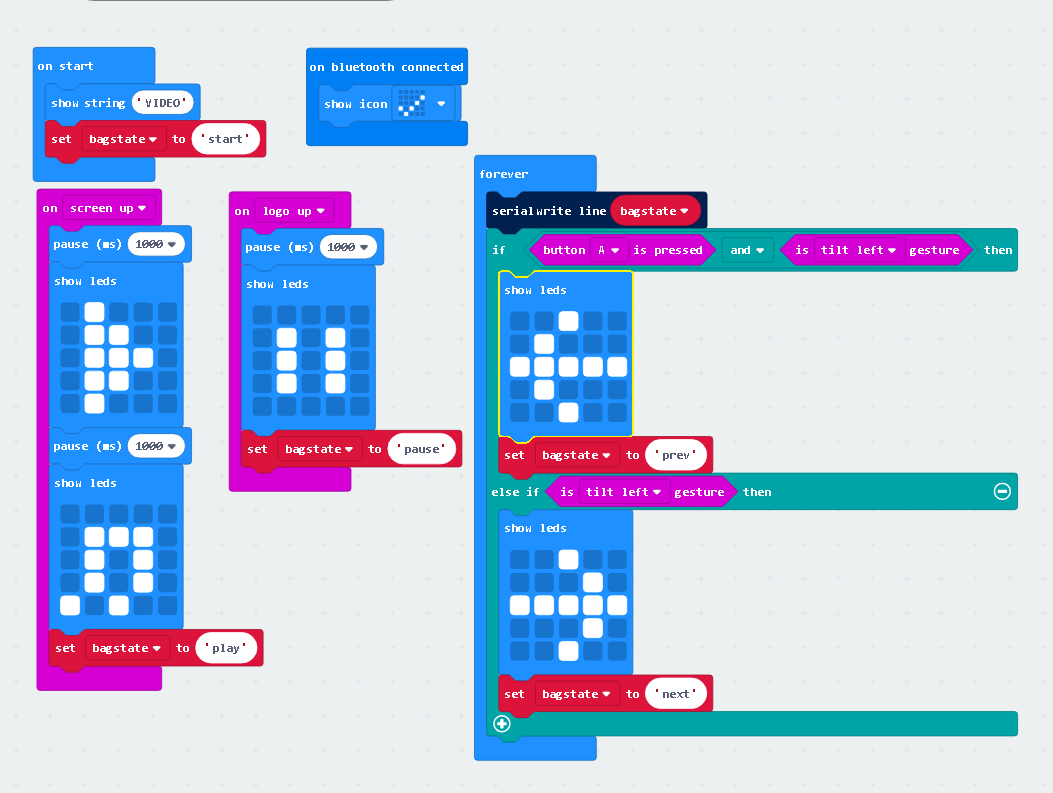 on start
show string 'VIDEO'
set bagstate to 'start'
on bluetooth connected
show icon
on screen up
pause (ms) 1000
show leds
pause (ms) 1000
show leds
set bagstate to 'play'
on logo up
pause (ms) 1000
show leds
set bagstate to 'pause'
forever
serial write line bagstate
if button A is pressed and is tilt left gesture then
show leds
set bagstate to 'prev'
else if is tilt left gesture then
show leds
set bagstate to 'next'